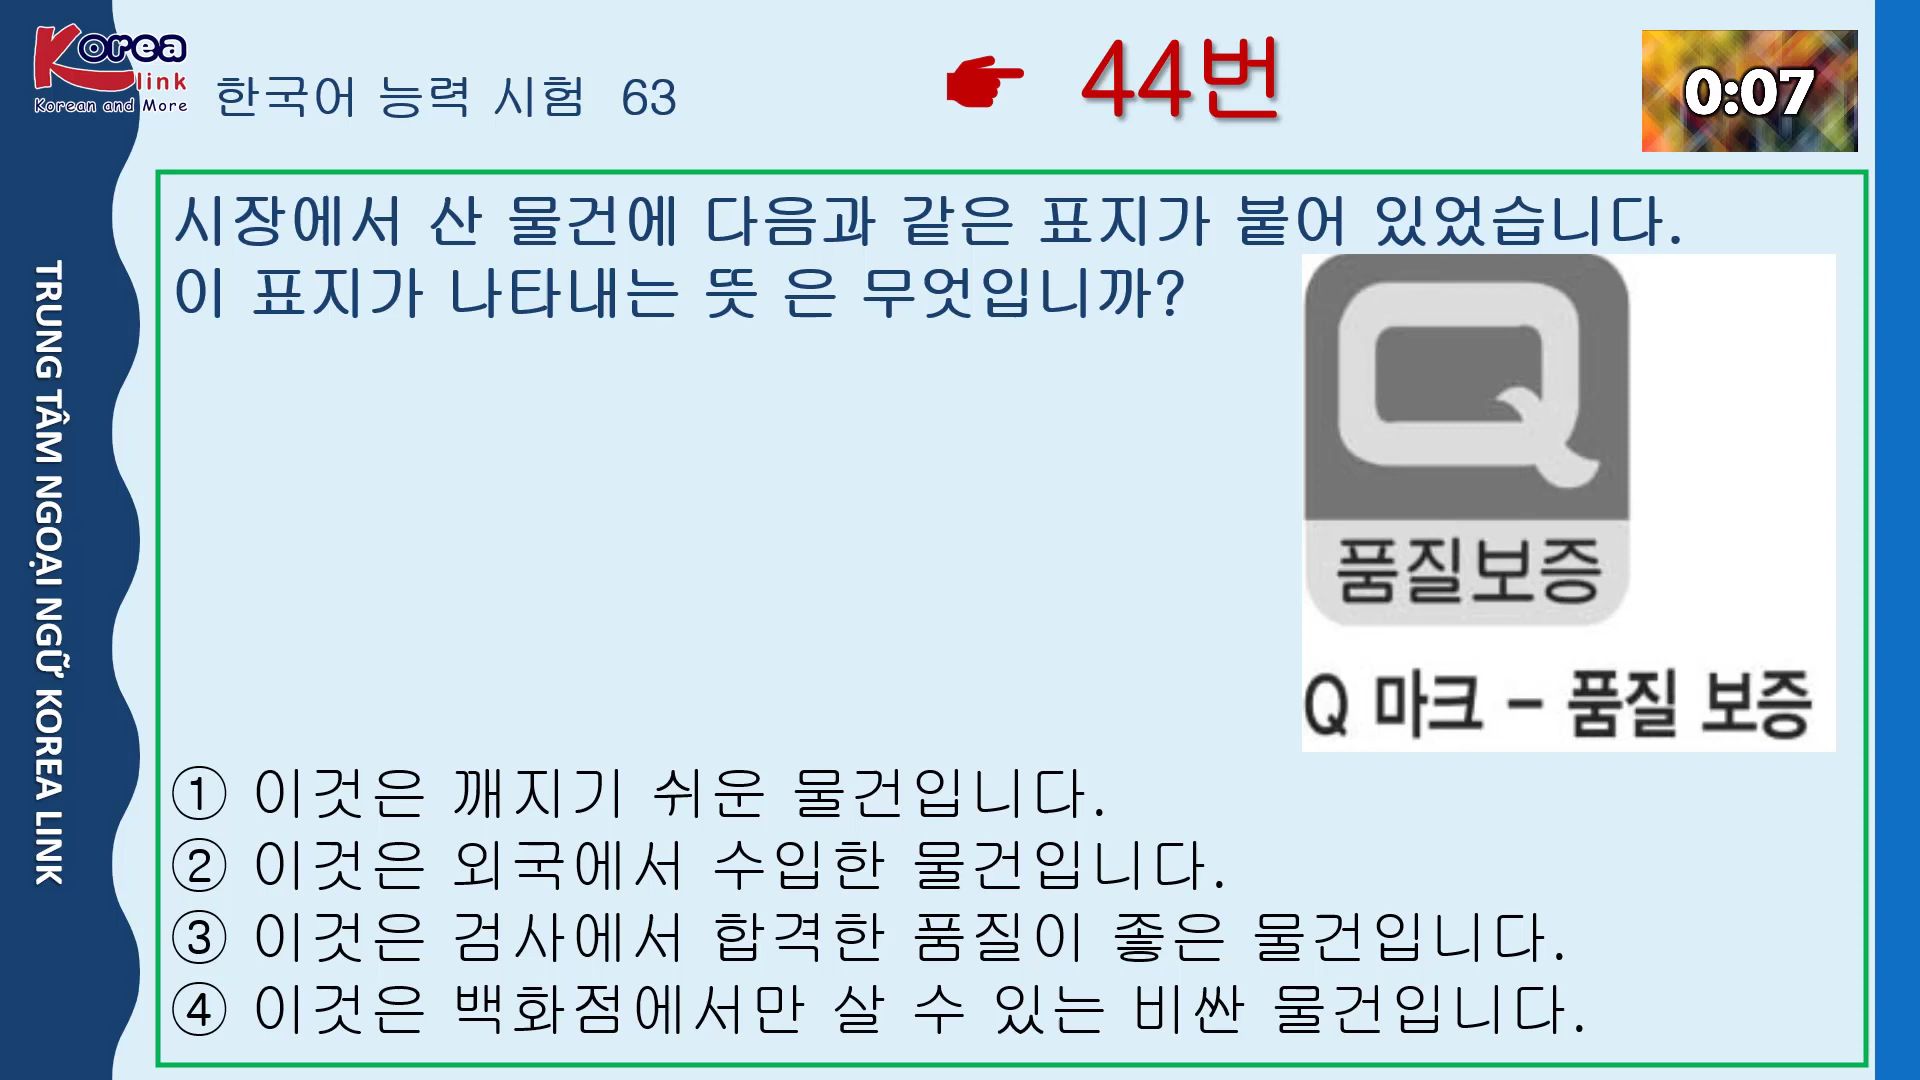 Korea
link
Korean and More
한국어 능력 시험 63
44번
0:07
TRUNG TÂM NGOẠI NGỮ KOREA LINK
시장에서 산 물건에 다음과 같은 표지가 붙어 있었습니다.
이 표지가 나타내는 뜻 은 무엇입니까?
Q
품질보증
Q 마크 - 품질 보증
① 이것은 깨지기 쉬운 물건입니다.
② 이것은 외국에서 수입한 물건입니다.
③ 이것은 검사에서 합격한 품질이 좋은 물건입니다.
④ 이것은 백화점에서만 살 수 있는 비싼 물건입니다.